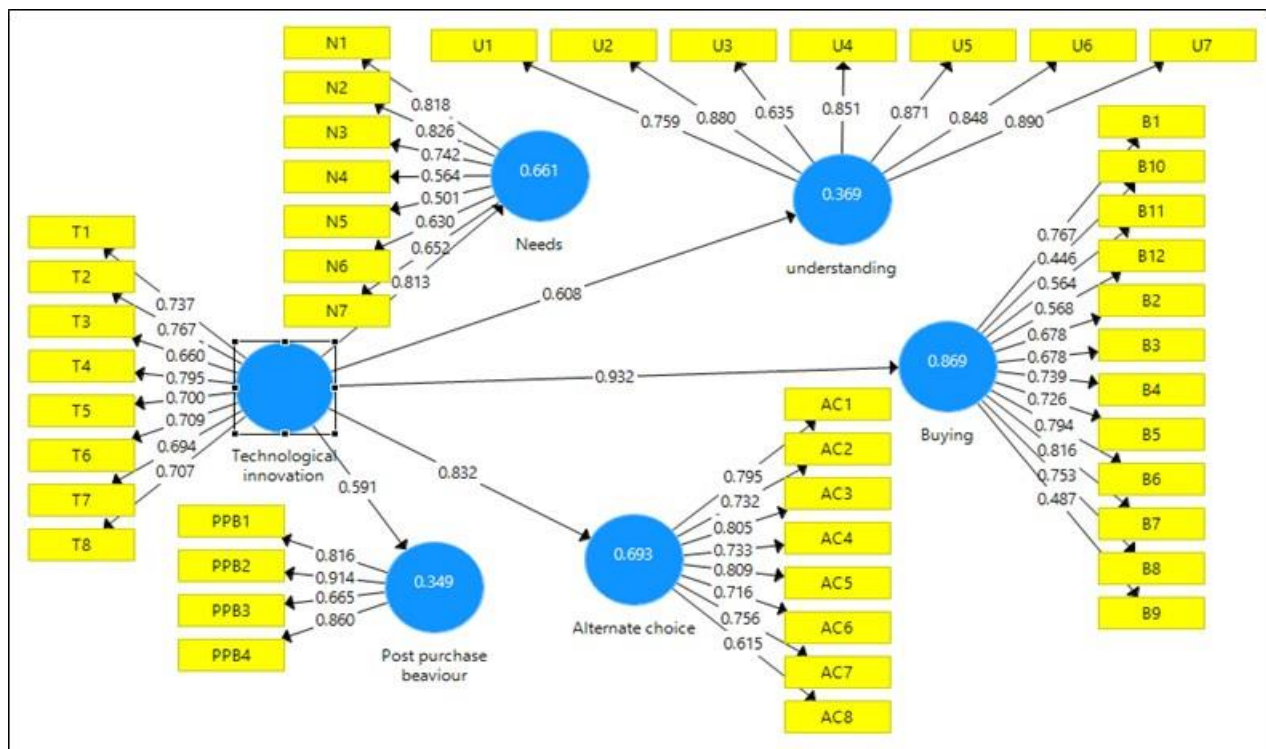 N1
N2
N3
N4
N5
N6
N7
0.818
0.826
0.742
0.564
0.501
0.630
0.652
0.813
0.661
Needs
U1
U2
U3
U4
U5
U6
U7
0.759
0.880
0.635
0.851
0.871
0.848
0.890
0.369
understanding
T1
T2
T3
T4
T5
T6
T7
T8
0.737
0.767
0.660
0.795
0.700
0.709
0.694
0.707
Technological
innovation
0.608
0.932
0.832
0.591
B1
B10
B11
B12
B2
B3
B4
B5
B6
B7
B8
B9
0.767
0.446
0.564
0.568
0.678
0.678
0.739
0.726
0.794
0.816
0.753
0.487
0.869
Buying
PPB1
PPB2
PPB3
PPB4
0.816
0.914
0.665
0.860
0.349
Post purchase
beaviour
AC1
AC2
AC3
AC4
AC5
AC6
AC7
AC8
0.795
0.732
0.805
0.733
0.809
0.716
0.756
0.615
0.693
Alternate choice